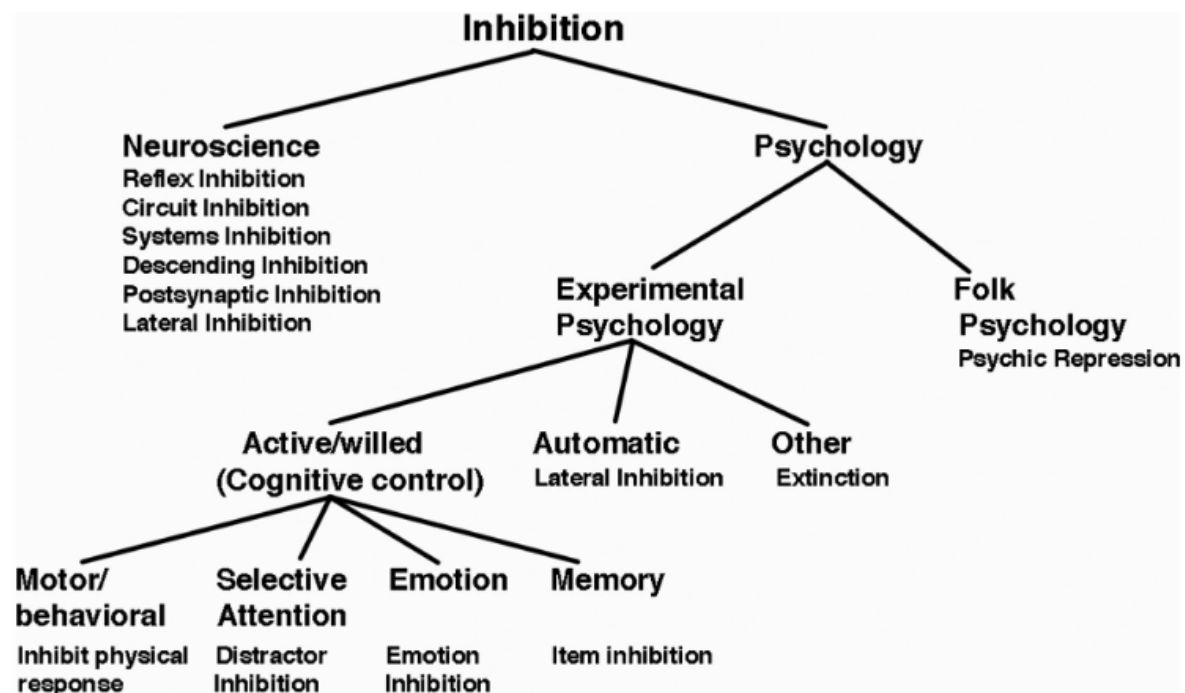 Inhibition
Neuroscience
Reflex Inhibition
Circuit Inhibition
Systems Inhibition
Descending Inhibition
Postsynaptic Inhibition
Lateral Inhibition
Psychology
Experimental
Psychology
Folk
Psychology
Psychic Repression
Active/willed
(Cognitive control)
Automatic
Lateral Inhibition
Other
Extinction
Motor/
behavioral
Inhibit physical
response
Selective
Attention
Distractor
Inhibition
Emotion
Emotion
Inhibition
Memory
Item inhibition